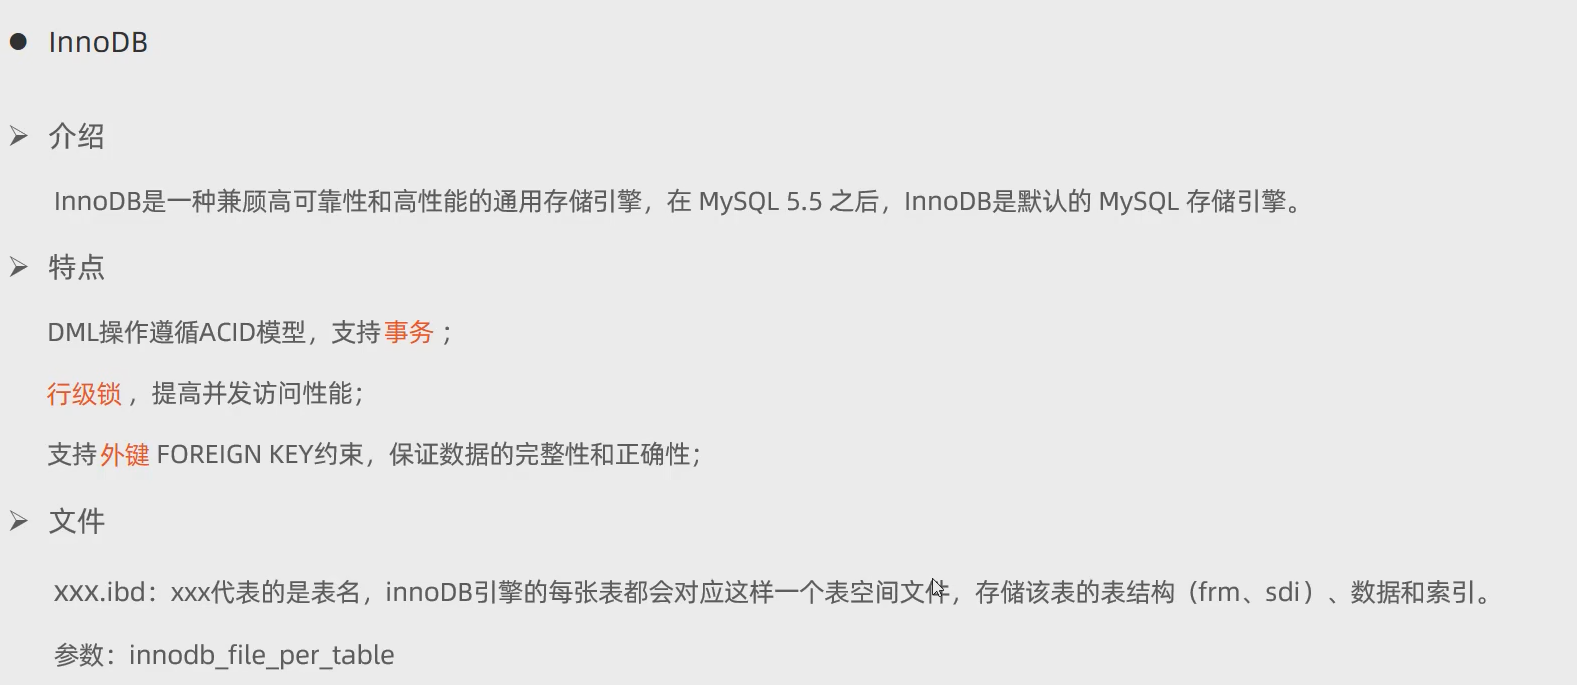 ● InnoDB
➢ 介绍
InnoDB是一种兼顾高可靠性和高性能的通用存储引擎，在 MySQL 5.5 之后，InnoDB是默认的 MySQL 存储引擎。
➢ 特点
DML操作遵循ACID模型，支持事务；
行级锁，提高并发访问性能；
支持外键 FOREIGN KEY约束，保证数据的完整性和正确性；
➢ 文件
xxx.ibd：xxx代表的是表名，innoDB引擎的每张表都会对应这样一个表空间文件，存储该表的表结构（frm、sdi）、数据和索引。
参数：innodb_file_per_table